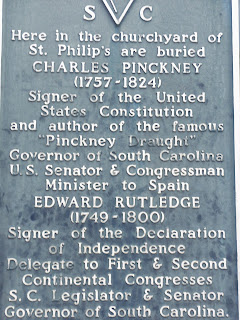 S C
Here in the churchyard of
St. Philip's are buried
CHARLES PINCKNEY
(1757-1824)
Signer of the United
States Constitution
and author of the famous
"Pinckney Draught"
Governor of South Carolina
U.S. Senator & Congressman
Minister to Spain
EDWARD RUTLEDGE
(1749-1800)
Signer of the Declaration
of Independence
Delegate to First & Second
Continental Congresses
S.C. Legislator & Senator
Governor of South Carolina.